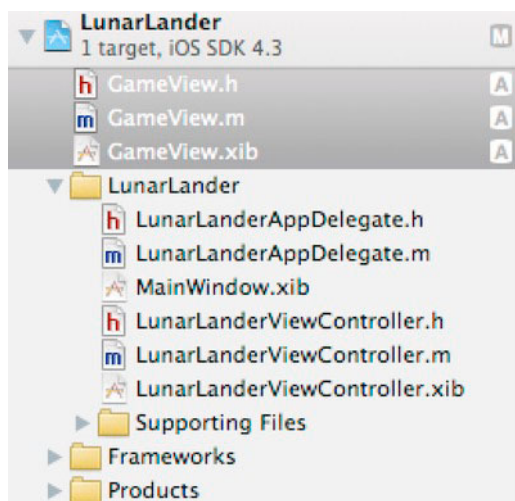 LunarLander
M
1 target, iOS SDK 4.3
h GameView.h A
m GameView.m A
GameView.xib A
LunarLander
h LunarLanderAppDelegate.h
m LunarLanderAppDelegate.m
MainWindow.xib
h LunarLanderViewController.h
m LunarLanderViewController.m
LunarLanderViewController.xib
Supporting Files
Frameworks
Products